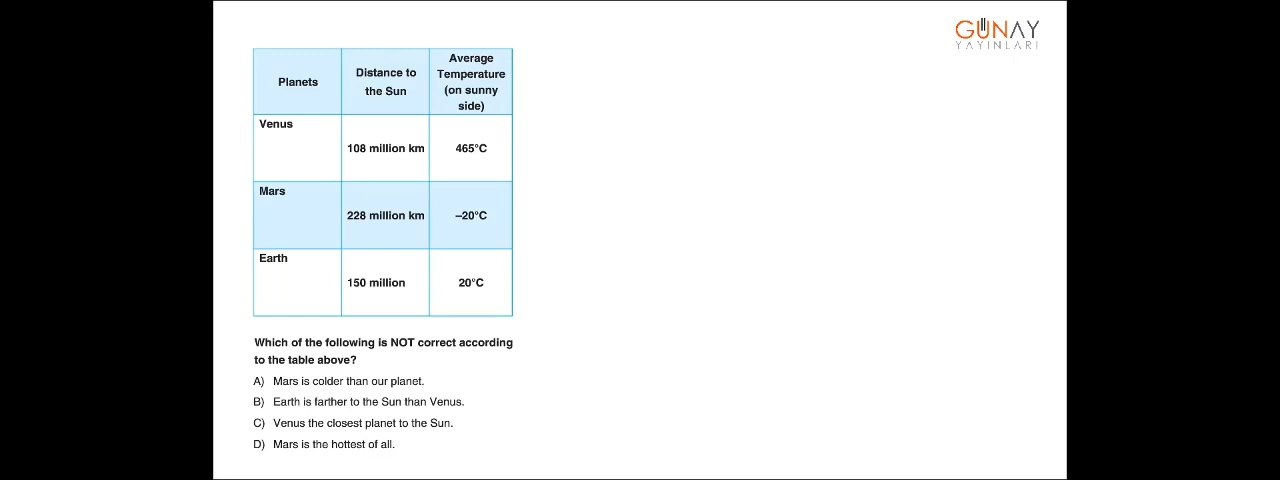 GÜNAY
YAYINLARI
Planets
Distance to
the Sun
Average
Temperature
(on sunny
side)
Venus
108 million km
465°C
Mars
228 million km
–20°C
Earth
150 million
20°C
Which of the following is NOT correct according
to the table above?
A) Mars is colder than our planet.
B) Earth is farther to the Sun than Venus.
C) Venus the closest planet to the Sun.
D) Mars is the hottest of all.